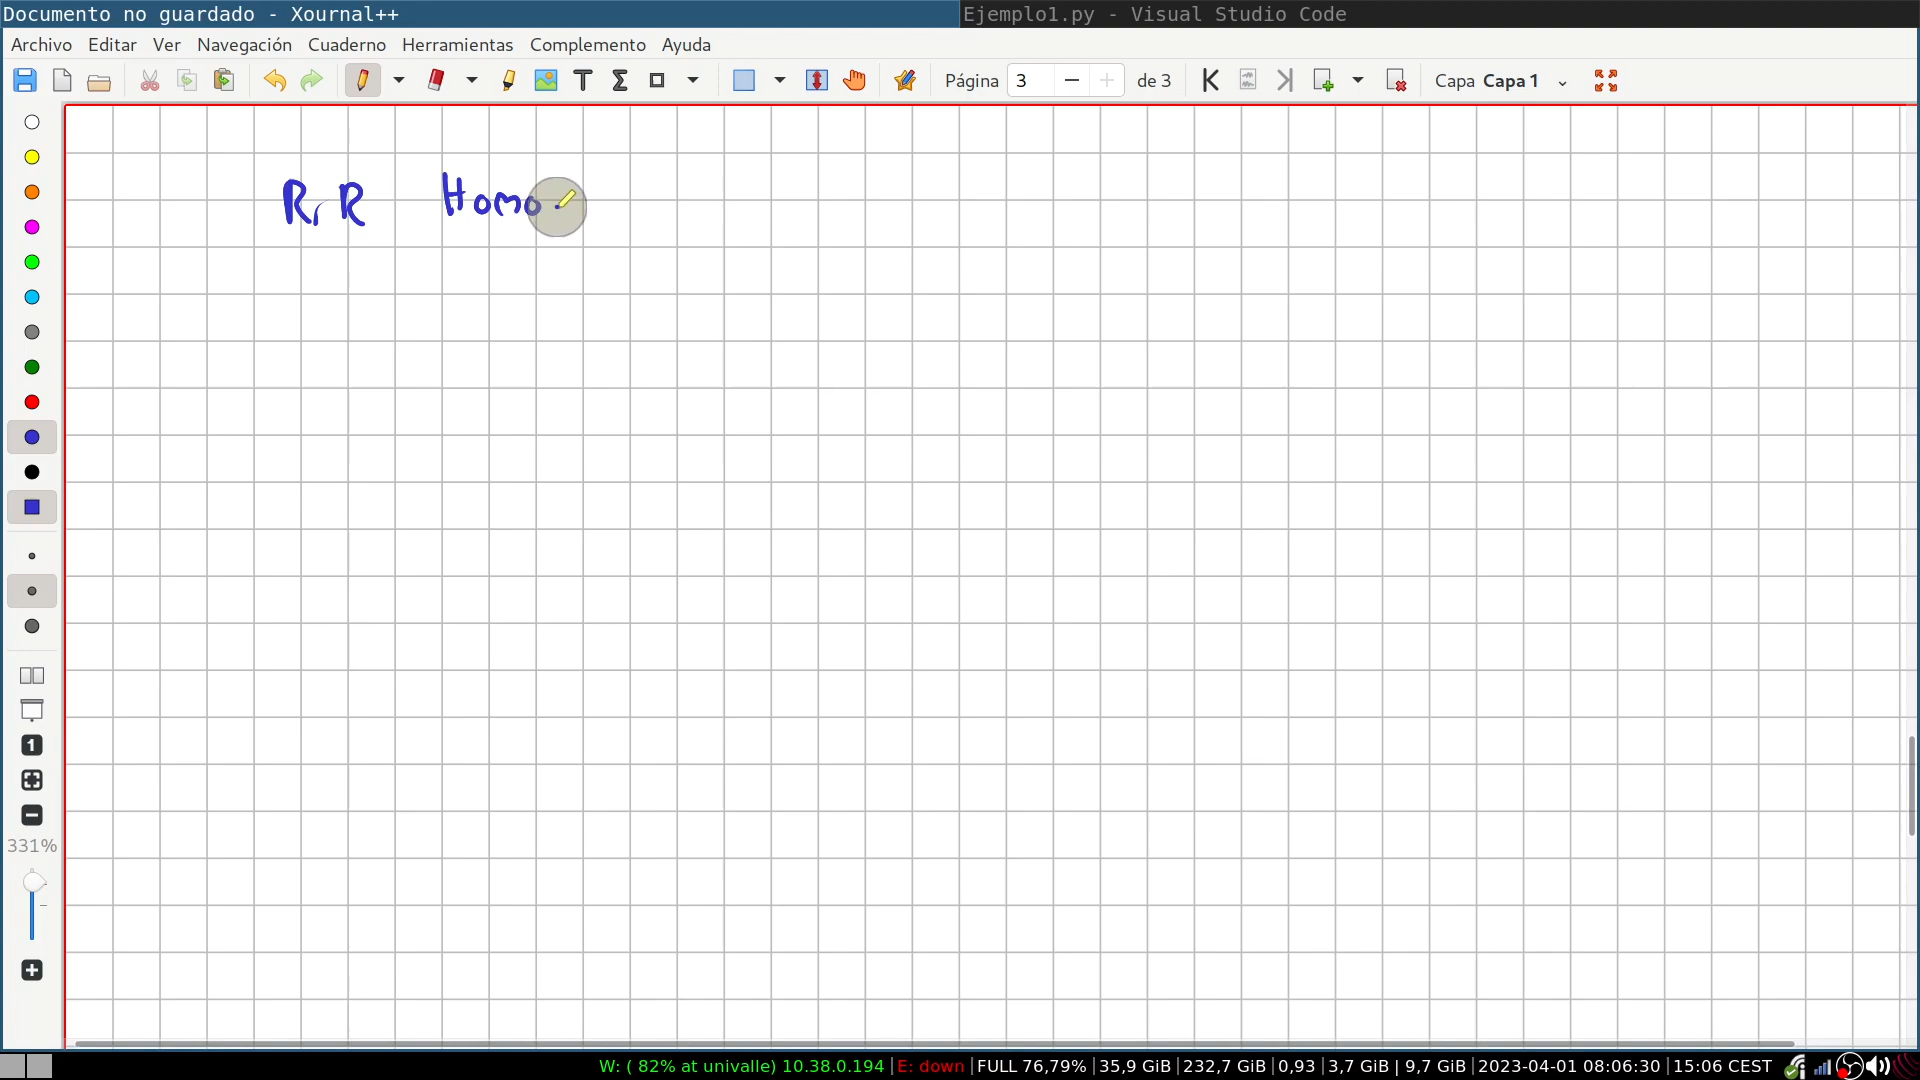 Documento no guardado - Xournal++ Ejemplo1.py - Visual Studio Code
Archivo Editar Ver Navegación Cuaderno Herramientas Complemento Ayuda
Página 3 de 3 Capa Capa 1
R, R Homo
1
331%
W: ( 82% at univalle) 10.38.0.194 |E: down |FULL 76,79% |35,9 GiB |232,7 GiB |0,93 |3,7 GiB | 9,7 GiB |2023-04-01 08:06:30 |15:06 CEST